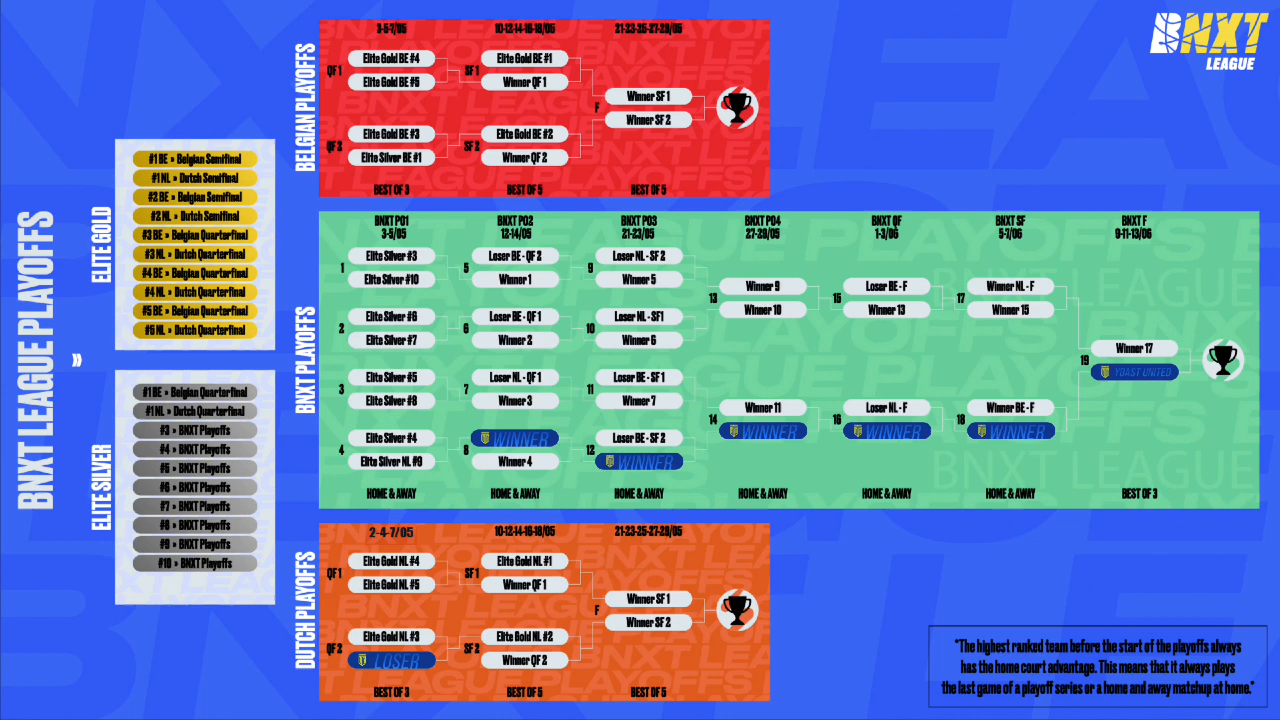 BNXT LEAGUE
BNXT LEAGUE PLAYOFFS
»
ELITE GOLD
#1 BE » Belgian Semifinal
#1 NL » Dutch Semifinal
#2 BE » Belgian Semifinal
#2 NL » Dutch Semifinal
#3 BE » Belgian Quarterfinal
#3 NL » Dutch Quarterfinal
#4 BE » Belgian Quarterfinal
#4 NL » Dutch Quarterfinal
#5 BE » Belgian Quarterfinal
#5 NL » Dutch Quarterfinal
ELITE SILVER
#1 BE » Belgian Quarterfinal
#1 NL » Dutch Quarterfinal
#3 » BNXT Playoffs
#4 » BNXT Playoffs
#5 » BNXT Playoffs
#6 » BNXT Playoffs
#7 » BNXT Playoffs
#8 » BNXT Playoffs
#9 » BNXT Playoffs
#10 » BNXT Playoffs
BELGIAN PLAYOFFS
3-5-7/05
QF 1
Elite Gold BE #4
Elite Gold BE #5
QF 2
Elite Gold BE #3
Elite Silver BE #1
BEST OF 3
10-12-14-16-18/05
SF 1
Elite Gold BE #1
Winner QF 1
SF 2
Elite Gold BE #2
Winner QF 2
BEST OF 5
21-23-25-27-29/05
F
Winner SF 1
Winner SF 2
BEST OF 5
BNXT PLAYOFFS
BNXT PO1
3-5/05
1
Elite Silver #3
Elite Silver #10
2
Elite Silver #6
Elite Silver #7
3
Elite Silver #5
Elite Silver #8
4
Elite Silver #4
Elite Silver NL #9
HOME & AWAY
BNXT PO2
12-14/05
5
Loser BE - QF 2
Winner 1
6
Loser BE - QF 1
Winner 2
7
Loser NL - QF 1
Winner 3
8
WINNER
Winner 4
HOME & AWAY
BNXT PO3
21-23/05
9
Loser NL - SF 2
Winner 5
10
Loser NL - SF1
Winner 6
11
Loser BE - SF 1
Winner 7
12
Loser BE - SF 2
WINNER
HOME & AWAY
BNXT PO4
27-29/05
13
Winner 9
Winner 10
14
Winner 11
WINNER
HOME & AWAY
BNXT QF
1-3/06
15
Loser BE - F
Winner 13
16
Loser NL - F
WINNER
HOME & AWAY
BNXT SF
5-7/06
17
Winner NL - F
Winner 15
18
Winner BE - F
WINNER
HOME & AWAY
BNXT F
9-11-13/06
19
Winner 17
YOAST UNITED
BEST OF 3
DUTCH PLAYOFFS
2-4-7/05
QF 1
Elite Gold NL #4
Elite Gold NL #5
QF 2
Elite Gold NL #3
LOSER
BEST OF 3
10-12-14-16-18/05
SF 1
Elite Gold NL #1
Winner QF 1
SF 2
Elite Gold NL #2
Winner QF 2
BEST OF 5
21-23-25-27-29/05
F
Winner SF 1
Winner SF 2
BEST OF 5
"The highest ranked team before the start of the playoffs always
has the home court advantage. This means that it always plays
the last game of a playoff series or a home and away matchup at home."